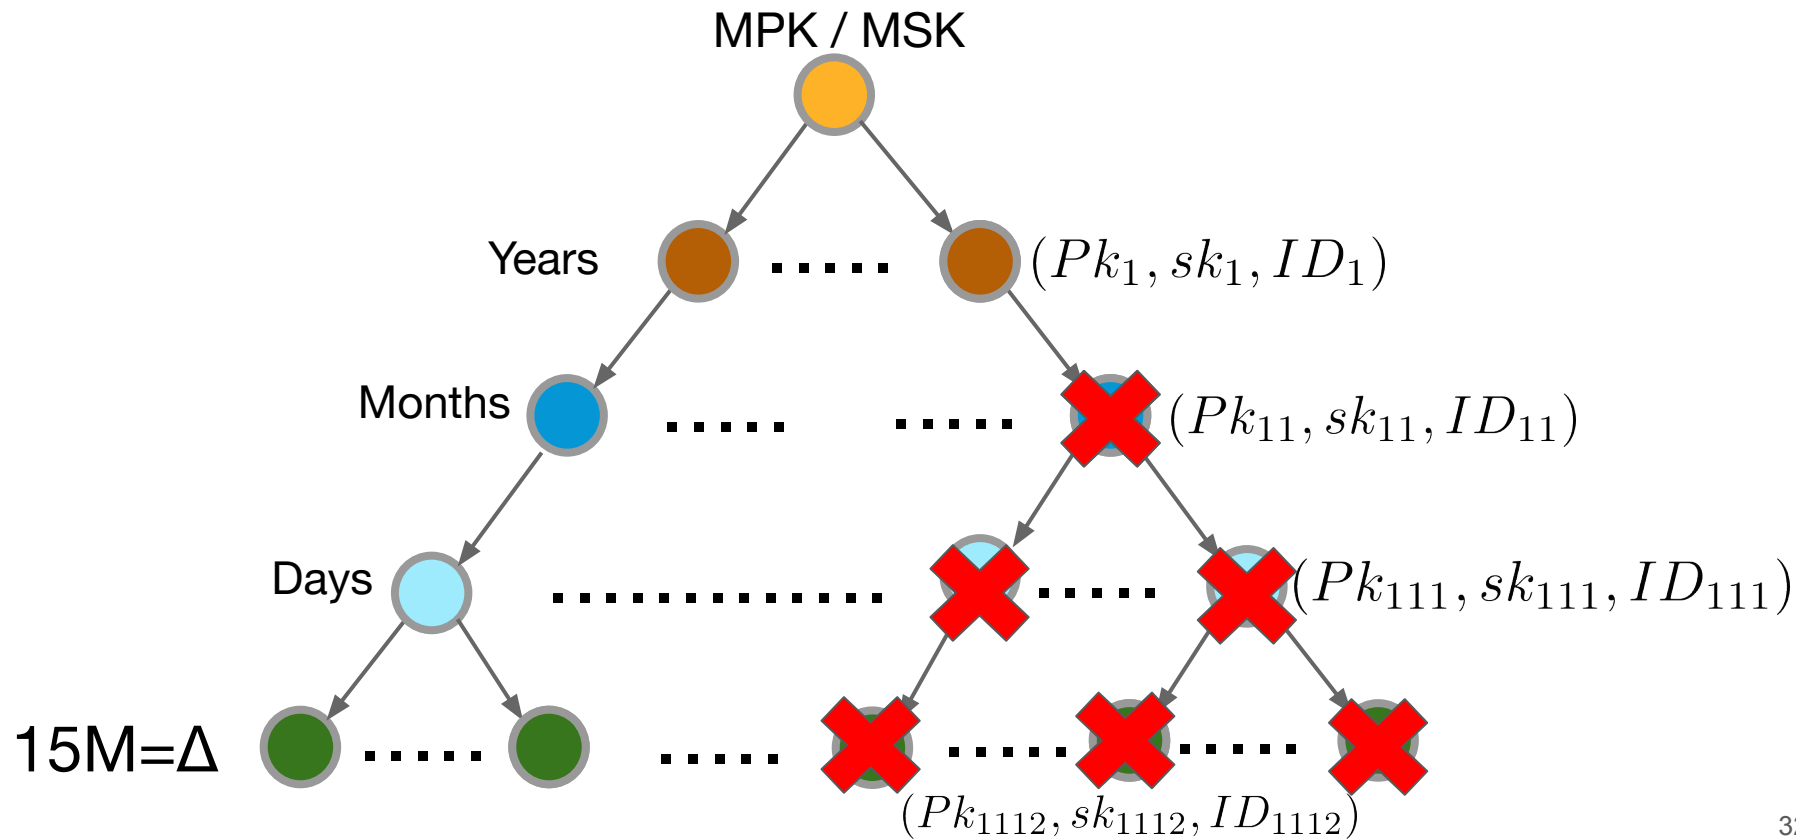 MPK / MSK
Years
(Pk₁, sk₁, ID₁)
Months
(Pk₁₁, sk₁₁, ID₁₁)
Days
(Pk₁₁₁, sk₁₁₁, ID₁₁₁)
15M=Δ
(Pk₁₁₁₂, sk₁₁₁₂, ID₁₁₁₂)